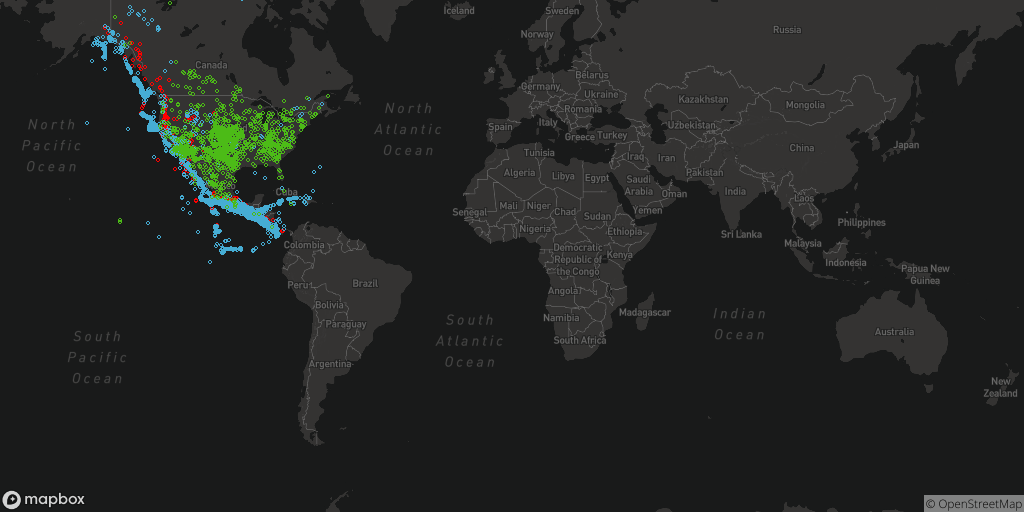 Iceland
Sweden
Norway
Russia
Canada
Belarus
Germany
Ukraine
Kazakhstan
Mongolia
Romania
North
Atlantic
Ocean
North
Pacific
Ocean
Spain
Italy
Greece
Turkey
Uzbekistan
China
Japan
Tunisia
Iraq
Iran
Algeria
Libya
Egypt
Saudi
Arabia
Pakistan
Oman
India
Laos
Cuba
Senegal
Mali
Niger
Chad
Sudan
Yemen
Philippines
Nigeria
Ethiopia
Sri Lanka
Malaysia
Colombia
Democratic
Republic of
the Congo
Kenya
Indonesia
Papua New
Guinea
Peru
Brazil
Angola
Bolivia
Namibia
Madagascar
Paraguay
South
Pacific
Ocean
South
Atlantic
Ocean
Indian
Ocean
South Africa
Australia
Argentina
New
Zealand
mapbox
© OpenStreetMap